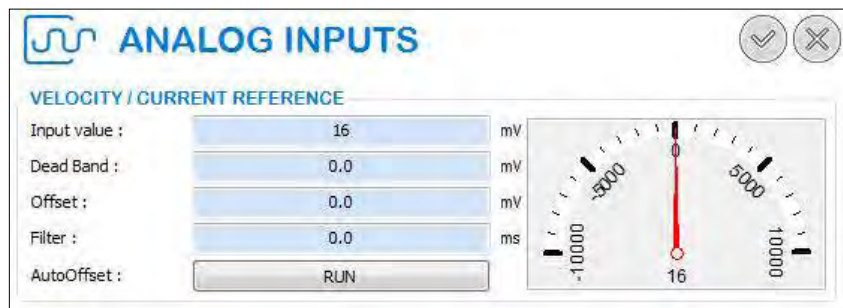 ANALOG INPUTS
VELOCITY / CURRENT REFERENCE
Input value : 16 mV
Dead Band : 0.0 mV
Offset : 0.0 mV
Filter : 0.0 ms
AutoOffset : RUN
-10000
-5000
0
5000
10000
16